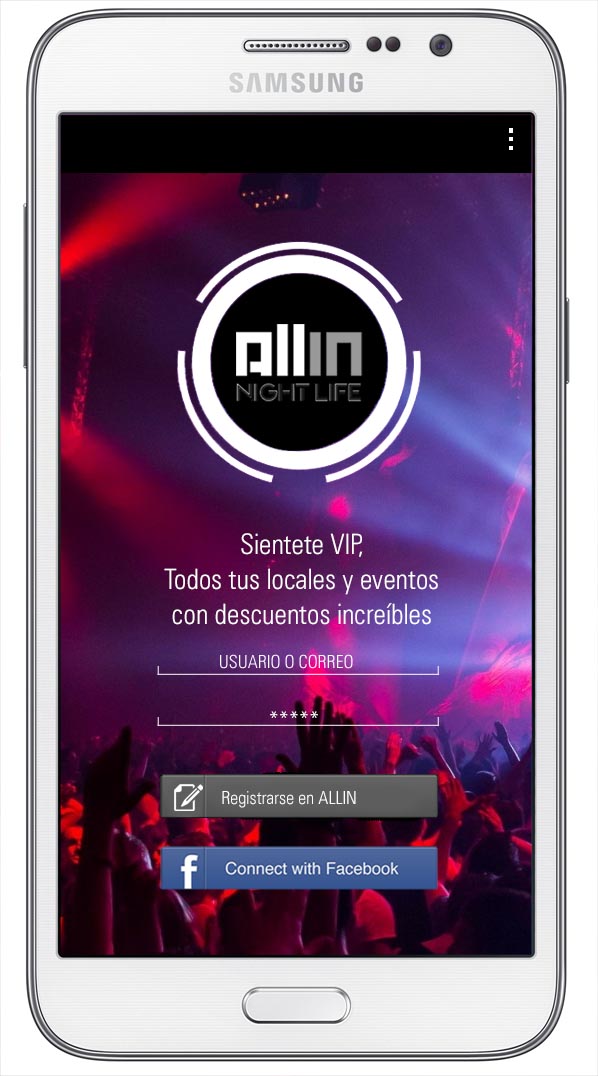 SAMSUNG
Allin
NIGHT LIFE
Sientete VIP,
Todos tus locales y eventos
con descuentos increíbles
USUARIO O CORREO
*****
Registrarse en ALLIN
f Connect with Facebook